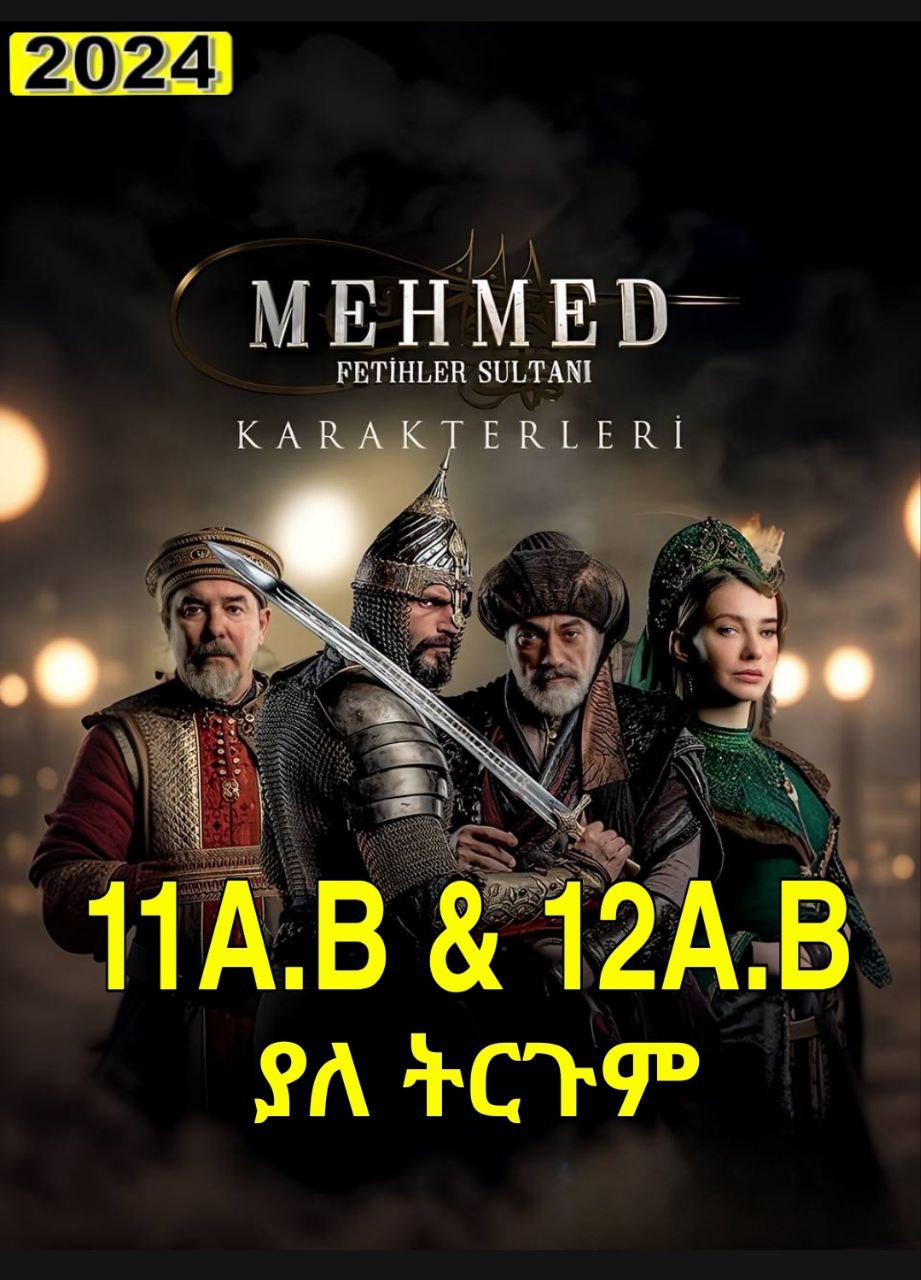 2024
MEHMED
FETİHLER SULTANI
KARAKTERLERİ
11A.B & 12A.B
ያለ ትርጉም